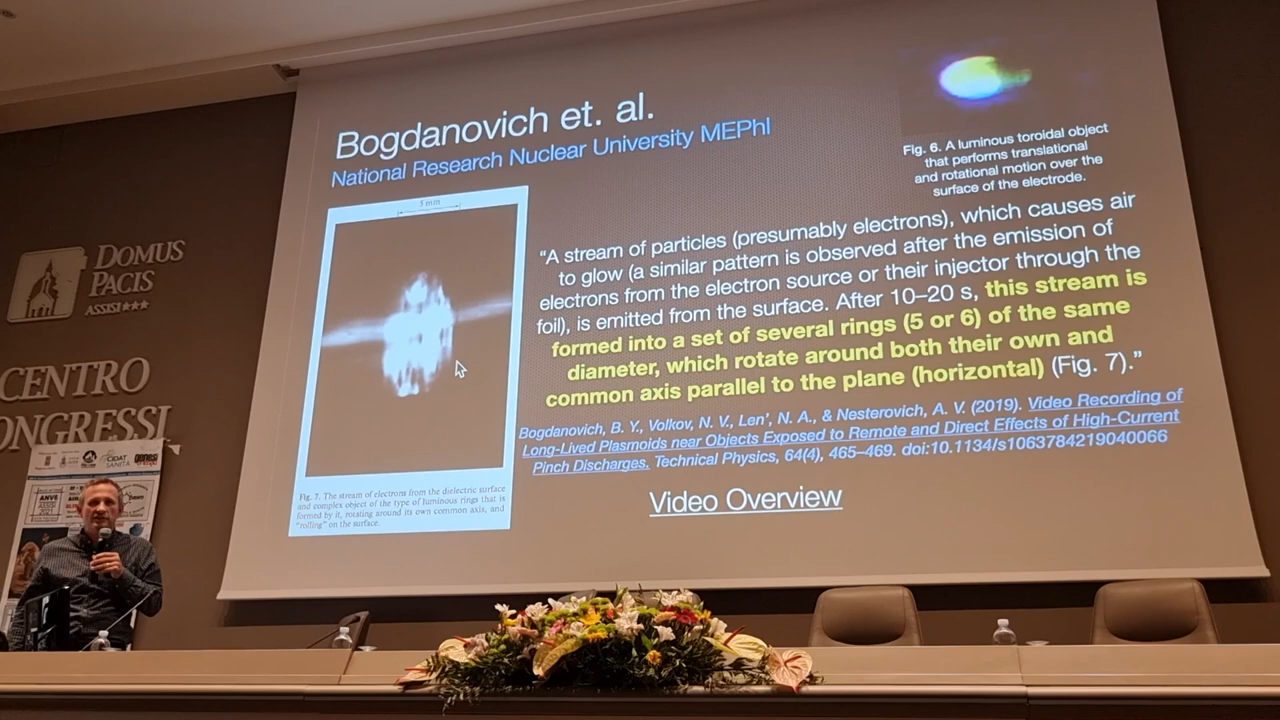 Bogdanovich et. al.
National Research Nuclear University MEPhI
Fig. 6. A luminous toroidal object
that performs translational
and rotational motion over the
surface of the electrode.
5 mm
Fig. 7. The stream of electrons from the dielectric surface
and complex object of the type of luminous rings that is
formed by it, rotating around its own common axis, and
"rolling" on the surface.
“A stream of particles (presumably electrons), which causes air
to glow (a similar pattern is observed after the emission of
electrons from the electron source or their injector through the
foil), is emitted from the surface. After 10–20 s, this stream is
formed into a set of several rings (5 or 6) of the same
diameter, which rotate around both their own and
common axis parallel to the plane (horizontal) (Fig. 7).”
Bogdanovich, B. Y., Volkov, N. V., Len’, N. A., & Nesterovich, A. V. (2019). Video Recording of
Long-Lived Plasmoids near Objects Exposed to Remote and Direct Effects of High-Current
Pinch Discharges. Technical Physics, 64(4), 465–469. doi:10.1134/s1063784219040066
Video Overview
DOMUS
PACIS
ASSISI★★★
CENTRO
ONGRESSI
CIDAT
SANITÀ
genesi